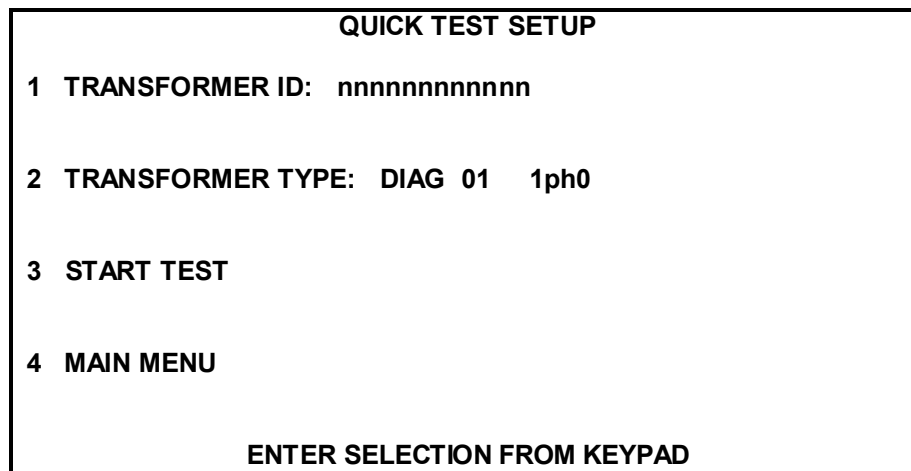 QUICK TEST SETUP
1 TRANSFORMER ID: nnnnnnnnnnnn
2 TRANSFORMER TYPE: DIAG 01 1ph0
3 START TEST
4 MAIN MENU
ENTER SELECTION FROM KEYPAD